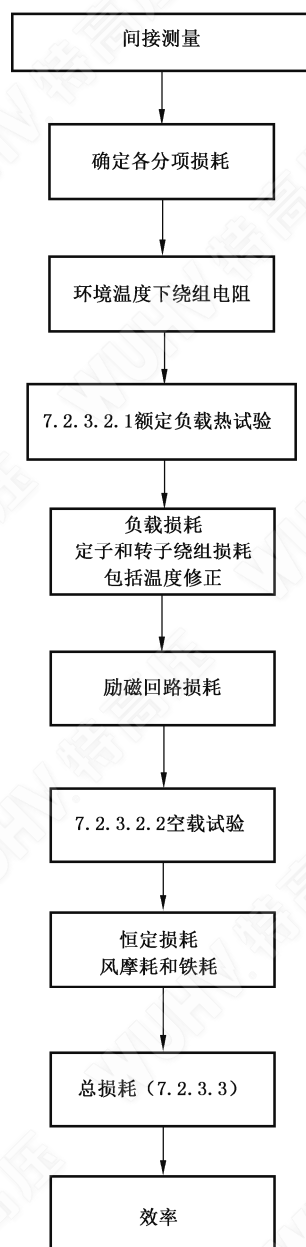 间接测量
确定各分项损耗
环境温度下绕组电阻
7.2.3.2.1额定负载热试验
负载损耗
定子和转子绕组损耗
包括温度修正
励磁回路损耗
7.2.3.2.2空载试验
恒定损耗
风摩耗和铁耗
总损耗（7.2.3.3）
效率